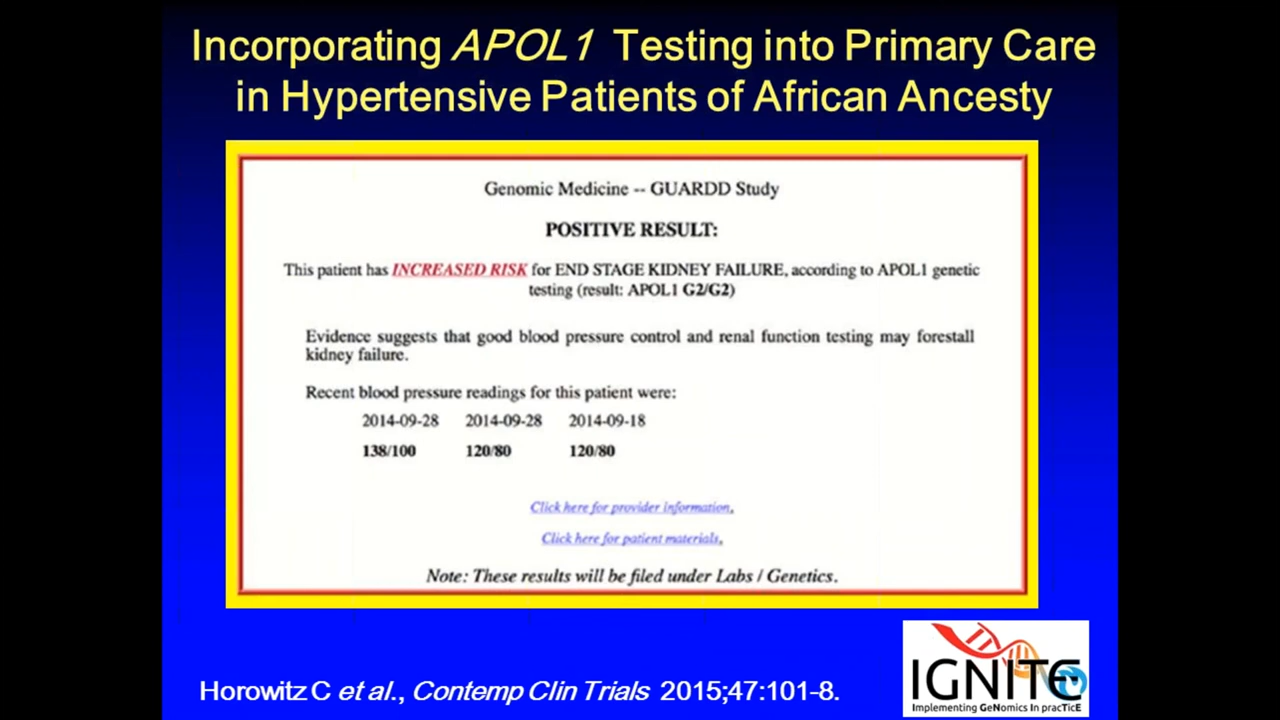 Incorporating APOL1 Testing into Primary Care
in Hypertensive Patients of African Ancesty
Genomic Medicine -- GUARDD Study
POSITIVE RESULT:
This patient has INCREASED RISK for END STAGE KIDNEY FAILURE, according to APOL1 genetic
testing (result: APOL1 G2/G2)
Evidence suggests that good blood pressure control and renal function testing may forestall
kidney failure.
Recent blood pressure readings for this patient were:
2014-09-28 2014-09-28 2014-09-18
138/100 120/80 120/80
Click here for provider information.
Click here for patient materials.
Note: These results will be filed under Labs / Genetics.
Horowitz C et al., Contemp Clin Trials 2015;47:101-8.
IGNITE
Implementing GeNomics In pracTicE